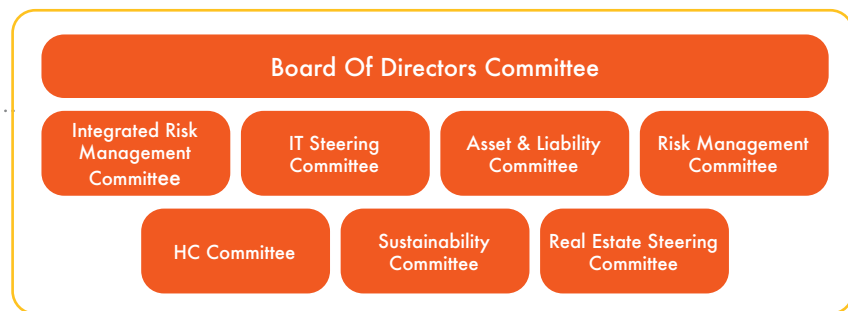 Board Of Directors Committee
Integrated Risk
Management
Committee
IT Steering
Committee
Asset & Liability
Committee
Risk Management
Committee
HC Committee
Sustainability
Committee
Real Estate Steering
Committee